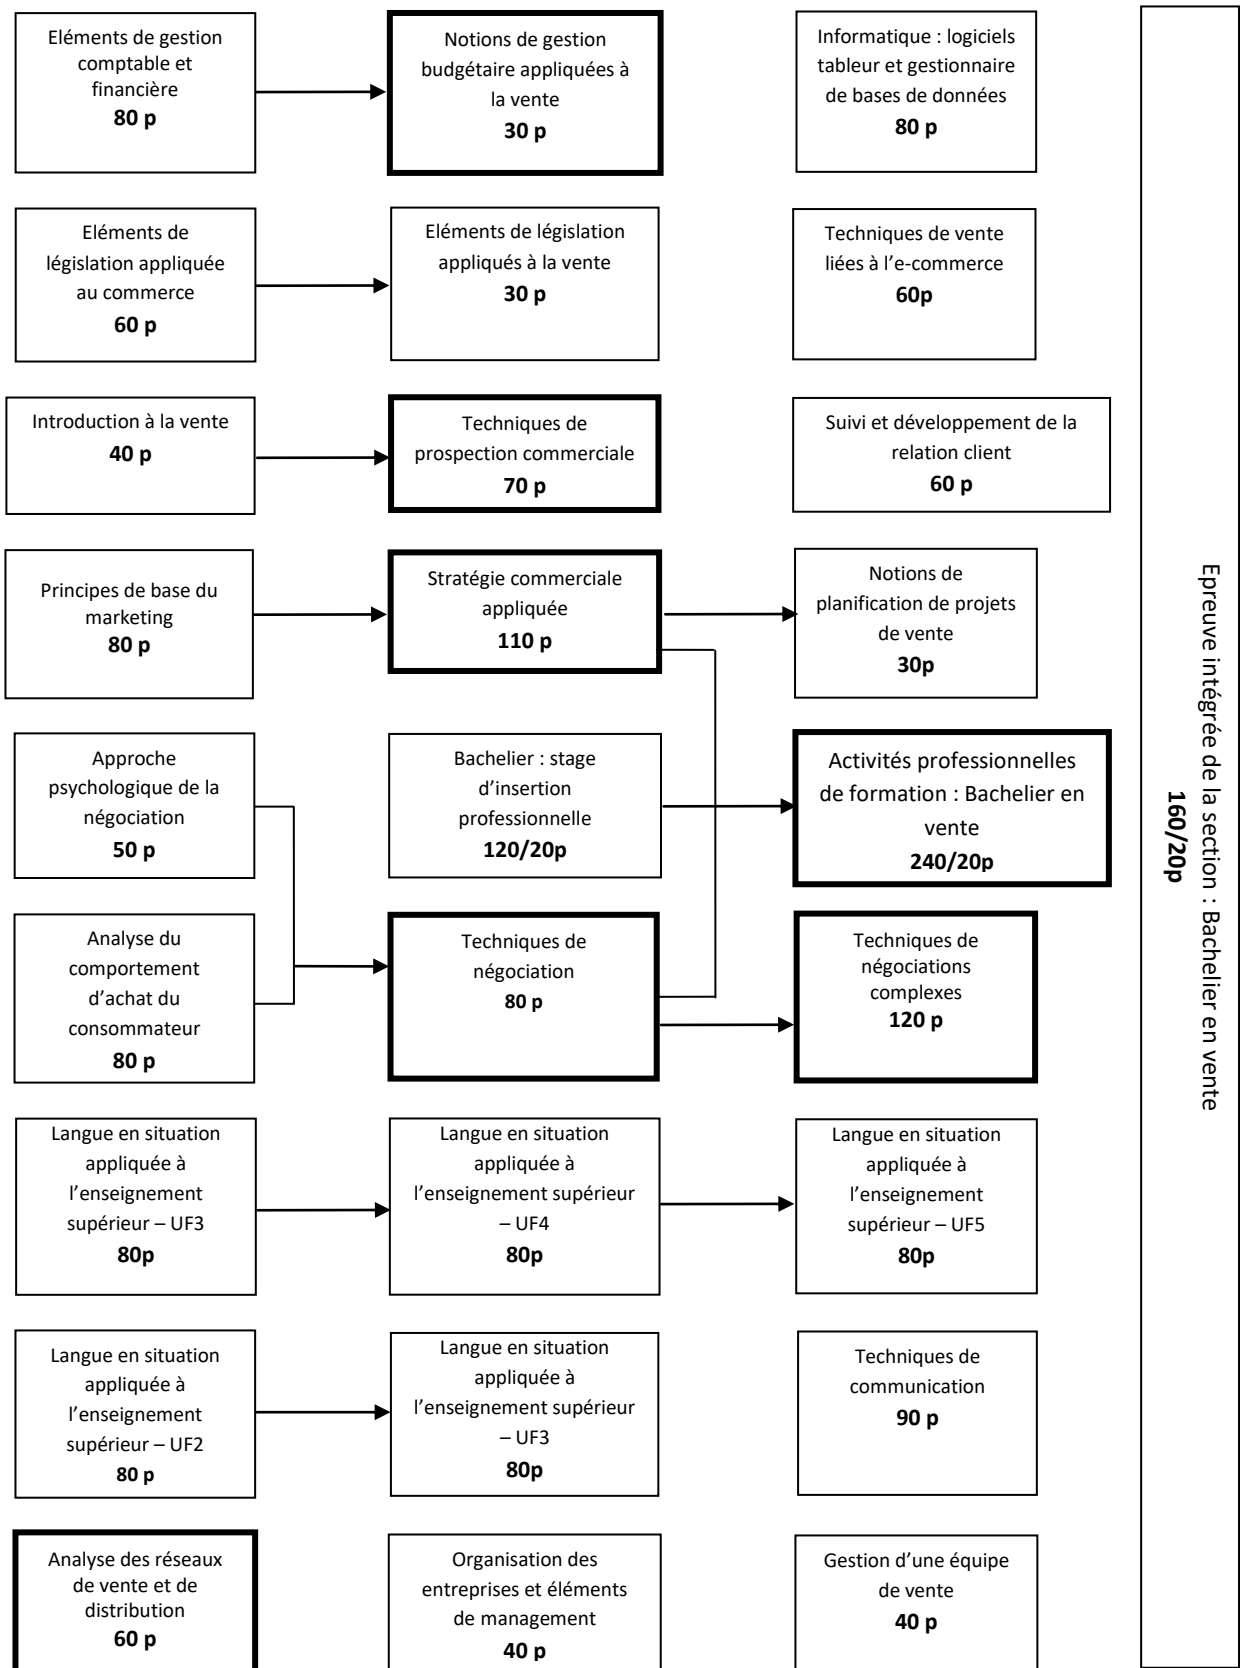 Eléments de gestion
comptable et
financière
80 p
Notions de gestion
budgétaire appliquées à
la vente
30 p
Informatique : logiciels
tableur et gestionnaire
de bases de données
80 p
Eléments de
législation appliquée
au commerce
60 p
Eléments de législation
appliqués à la vente
30 p
Techniques de vente
liées à l’e-commerce
60p
Introduction à la vente
40 p
Techniques de
prospection commerciale
70 p
Suivi et développement de la
relation client
60 p
Principes de base du
marketing
80 p
Stratégie commerciale
appliquée
110 p
Notions de
planification de projets
de vente
30p
Approche
psychologique de la
négociation
50 p
Bachelier : stage
d’insertion
professionnelle
120/20p
Activités professionnelles
de formation : Bachelier en
vente
240/20p
Analyse du
comportement
d’achat du
consommateur
80 p
Techniques de
négociation
80 p
Techniques de
négociations
complexes
120 p
Langue en situation
appliquée à
l’enseignement
supérieur – UF3
80p
Langue en situation
appliquée à
l’enseignement supérieur
– UF4
80p
Langue en situation
appliquée à
l’enseignement
supérieur – UF5
80p
Langue en situation
appliquée à
l’enseignement
supérieur – UF2
80 p
Langue en situation
appliquée à
l’enseignement supérieur
– UF3
80p
Techniques de
communication
90 p
Analyse des réseaux
de vente et de
distribution
60 p
Organisation des
entreprises et éléments
de management
40 p
Gestion d’une équipe
de vente
40 p
Epreuve intégrée de la section : Bachelier en vente
160/20p